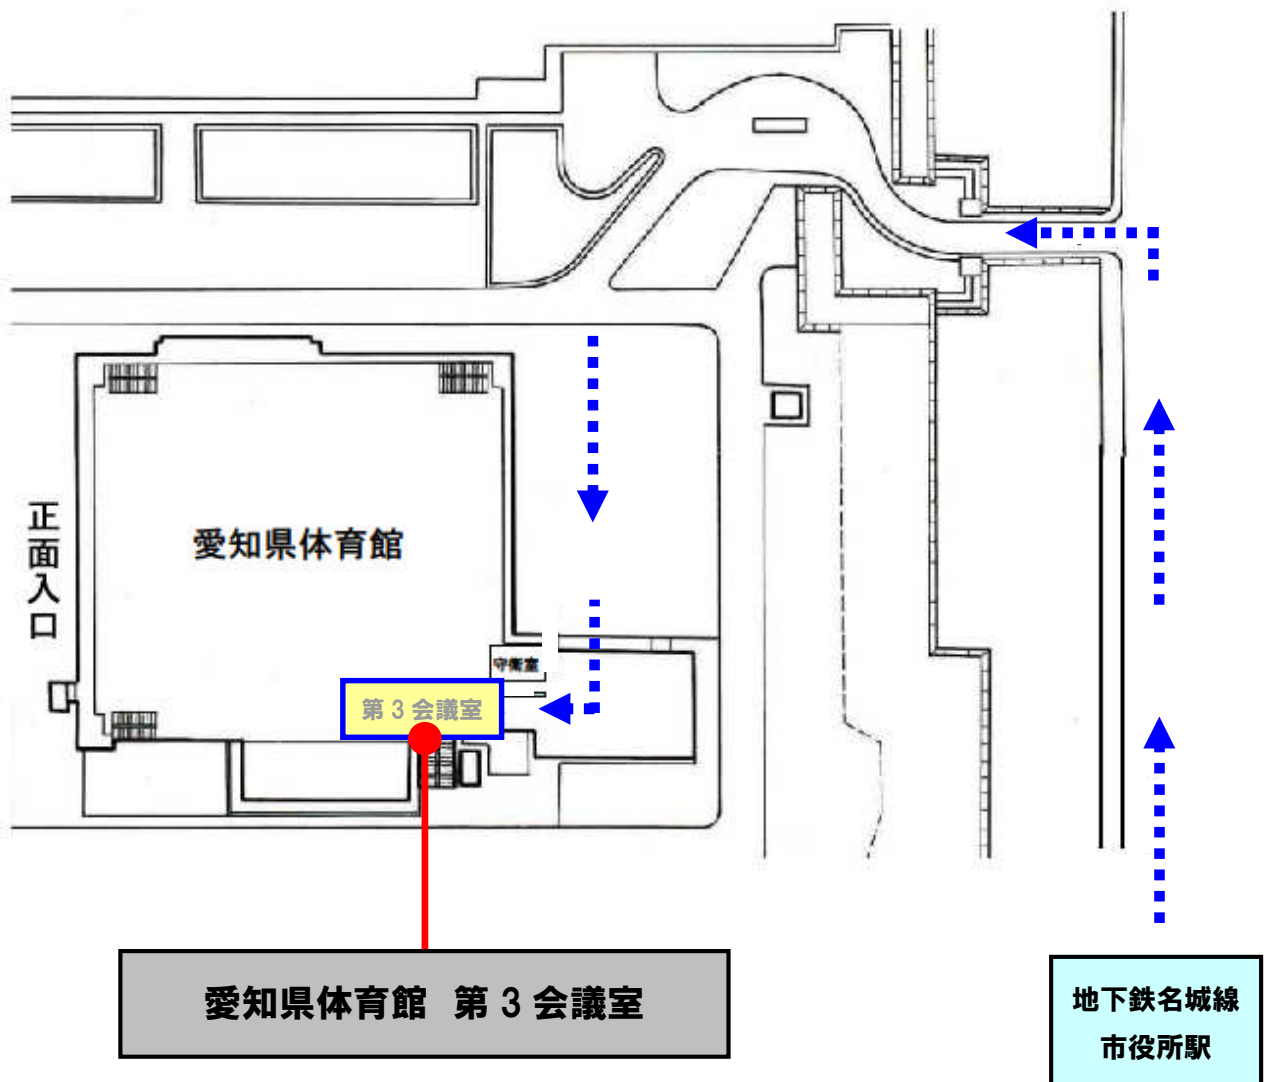 正面入口
愛知県体育館
守衛室
第3会議室
愛知県体育館 第3会議室
地下鉄名城線
市役所駅